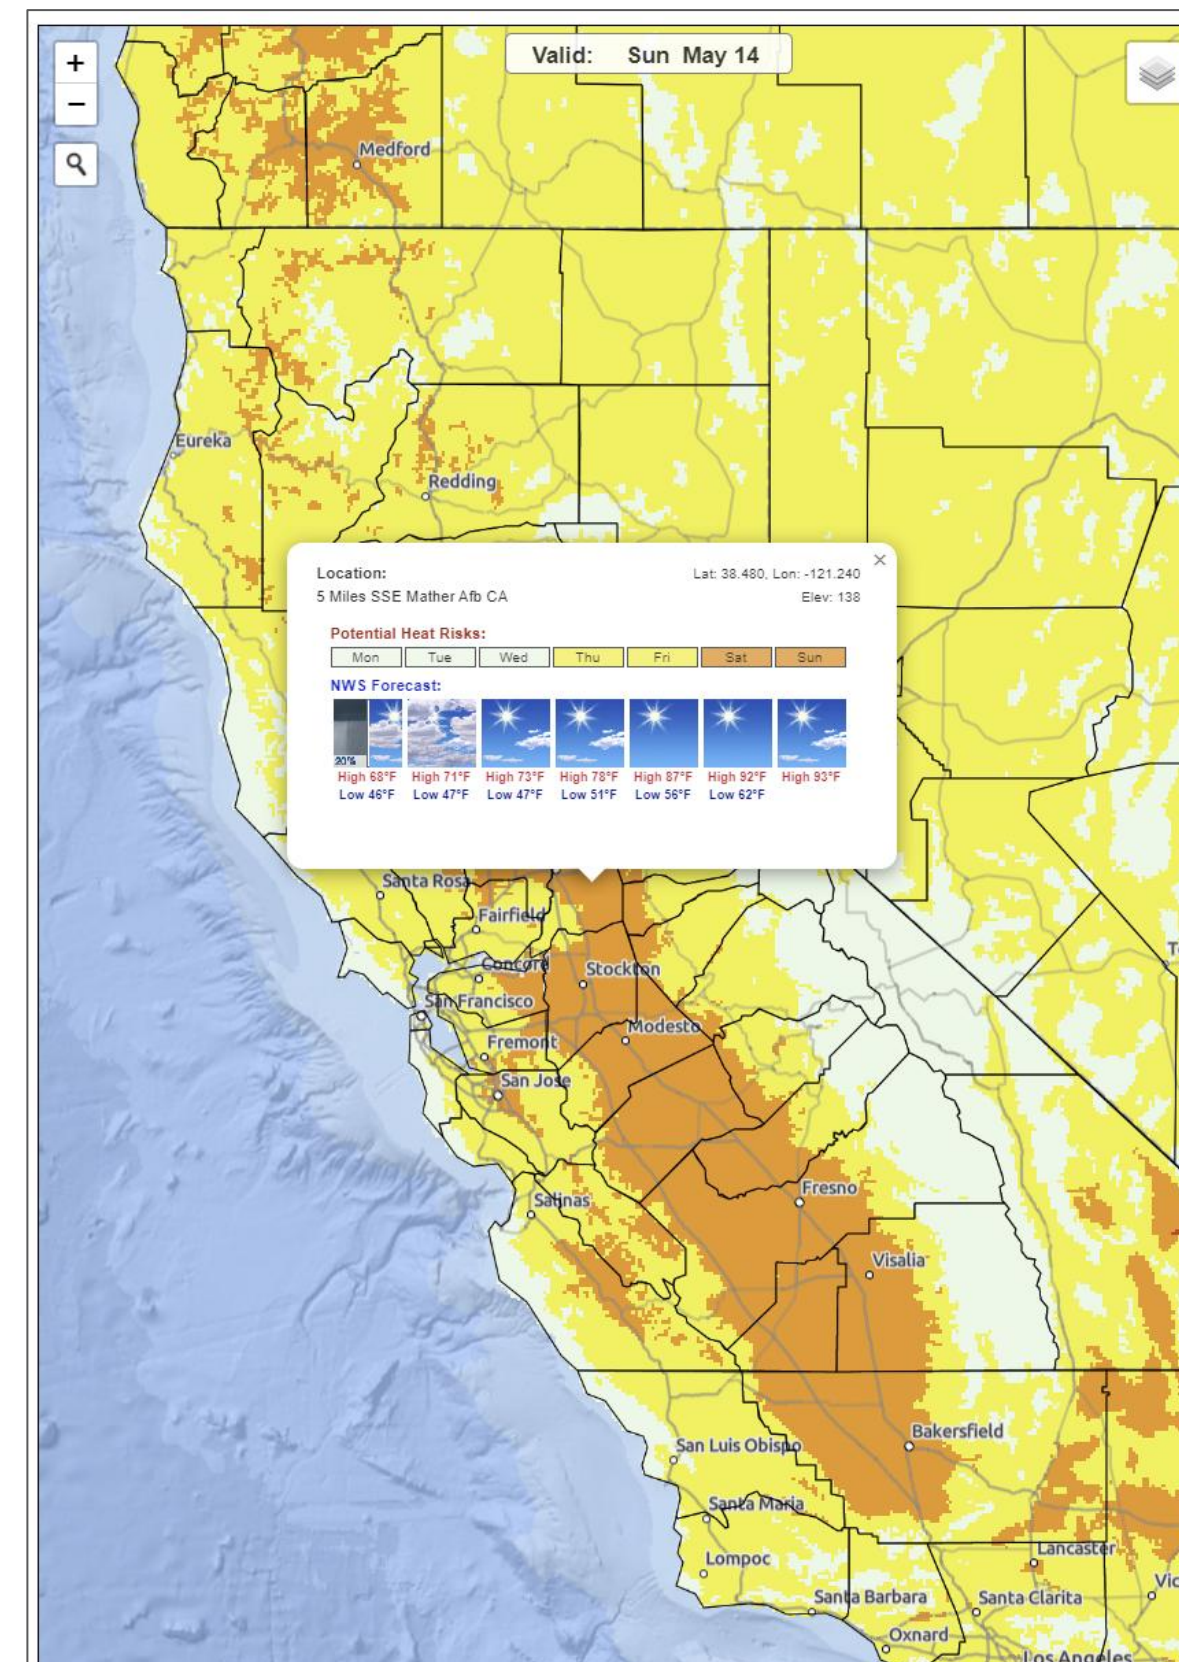 Valid: Sun May 14
+
−
Medford
Eureka
Redding
Location:
Lat: 38.480, Lon: -121.240
×
5 Miles SSE Mather Afb CA
Elev: 138
Potential Heat Risks:
Mon Tue Wed Thu Fri Sat Sun
NWS Forecast:
20%
High 68°F High 71°F High 73°F High 78°F High 87°F High 92°F High 93°F
Low 46°F Low 47°F Low 47°F Low 51°F Low 56°F Low 62°F
Santa Rosa
Fairfield
Concord
Stockton
San Francisco
Modesto
Fremont
San Jose
Fresno
Salinas
Visalia
Bakersfield
San Luis Obispo
Santa Maria
Lancaster
Lompoc
Vic
Santa Barbara
Santa Clarita
Oxnard
Los Angeles